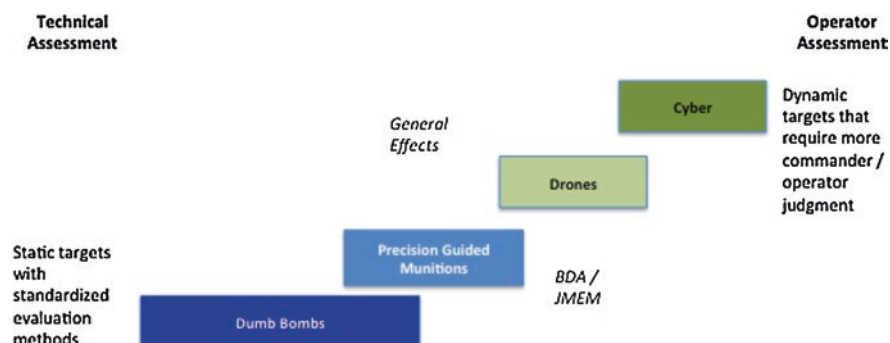 Technical
Assessment
Operator
Assessment
Cyber
Dynamic
targets that
require more
commander /
operator
judgment
General
Effects
Drones
Static targets
with
standardized
evaluation
methods
Precision Guided
Munitions
BDA /
JMEM
Dumb Bombs